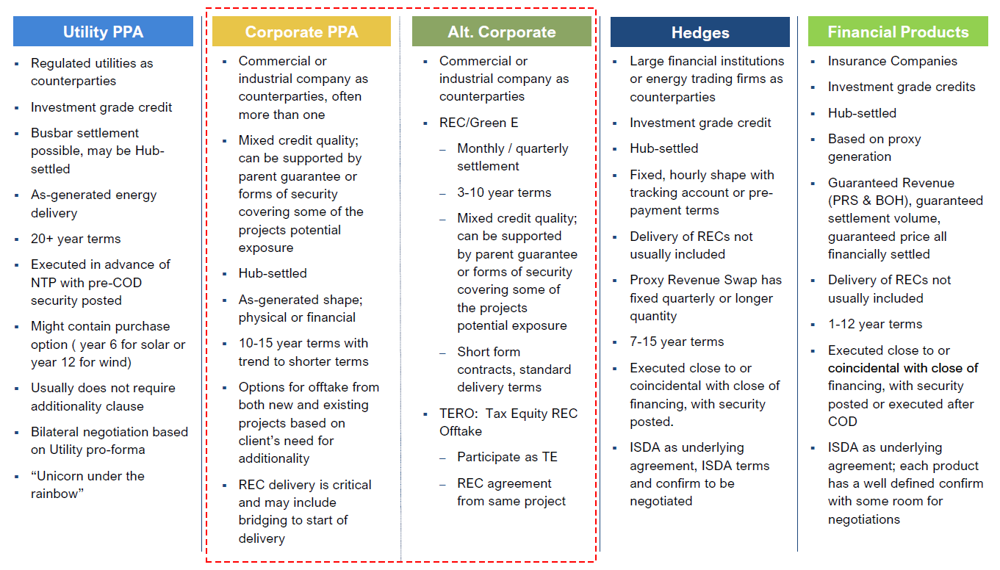 Utility PPA
Regulated utilities as
counterparties
Investment grade credit
Busbar settlement
possible, may be Hub-
settled
As-generated energy
delivery
20+ year terms
Executed in advance of
NTP with pre-COD
security posted
Might contain purchase
option ( year 6 for solar or
year 12 for wind)
Usually does not require
additionality clause
Bilateral negotiation based
on Utility pro-forma
“Unicorn under the
rainbow”
Corporate PPA
Commercial or
industrial company as
counterparties, often
more than one
Mixed credit quality;
can be supported by
parent guarantee or
forms of security
covering some of the
projects potential
exposure
Hub-settled
As-generated shape;
physical or financial
10-15 year terms with
trend to shorter terms
Options for offtake from
both new and existing
projects based on
client’s need for
additionality
REC delivery is critical
and may include
bridging to start of
delivery
Alt. Corporate
Commercial or
industrial company as
counterparties
REC/Green E
– Monthly / quarterly
settlement
– 3-10 year terms
– Mixed credit quality;
can be supported
by parent guarantee
or forms of security
covering some of
the projects
potential exposure
– Short form
contracts, standard
delivery terms
TERO:  Tax Equity REC
Offtake
– Participate as TE
– REC agreement
from same project
Hedges
Large financial institutions
or energy trading firms as
counterparties
Investment grade credit
Hub-settled
Fixed, hourly shape with
tracking account or pre-
payment terms
Delivery of RECs not
usually included
Proxy Revenue Swap has
fixed quarterly or longer
quantity
7-15 year terms
Executed close to or
coincidental with close of
financing, with security
posted.
ISDA as underlying
agreement, ISDA terms
and confirm to be
negotiated
Financial Products
Insurance Companies
Investment grade credits
Hub-settled
Based on proxy
generation
Guaranteed Revenue
(PRS & BOH), guaranteed
settlement volume,
guaranteed price all
financially settled
Delivery of RECs not
usually included
1-12 year terms
Executed close to or
coincidental with close of
financing, with security
posted or executed after
COD
ISDA as underlying
agreement; each product
has a well defined confirm
with some room for
negotiations